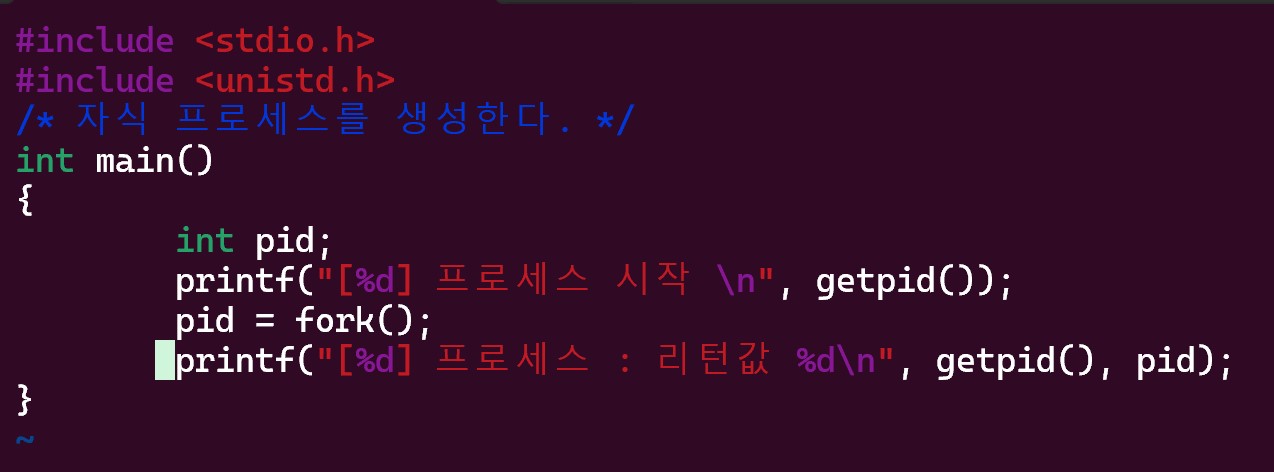 #include <stdio.h>
#include <unistd.h>
/* 자식 프로세스를 생성한다. */
int main()
{
        int pid;
        printf("[%d] 프로세스 시작 \n", getpid());
        pid = fork();
        printf("[%d] 프로세스 : 리턴값 %d\n", getpid(), pid);
}
~